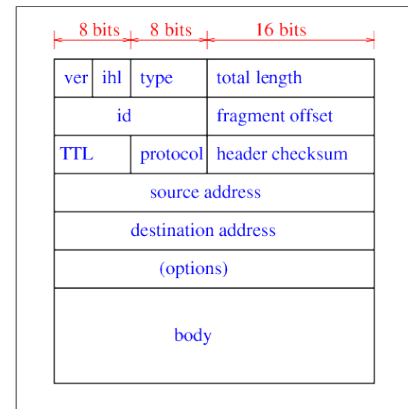 8 bits 8 bits 16 bits
ver ihl type total length
id fragment offset
TTL protocol header checksum
source address
destination address
(options)
body